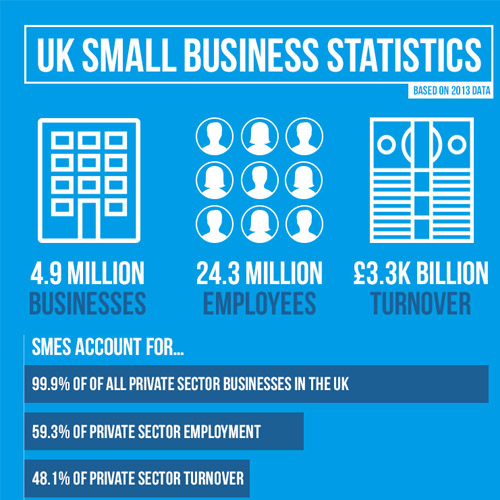 UK SMALL BUSINESS STATISTICS
BASED ON 2013 DATA
4.9 MILLION
BUSINESSES
24.3 MILLION
EMPLOYEES
£3.3K BILLION
TURNOVER
SMES ACCOUNT FOR...
99.9% OF OF ALL PRIVATE SECTOR BUSINESSES IN THE UK
59.3% OF PRIVATE SECTOR EMPLOYMENT
48.1% OF PRIVATE SECTOR TURNOVER